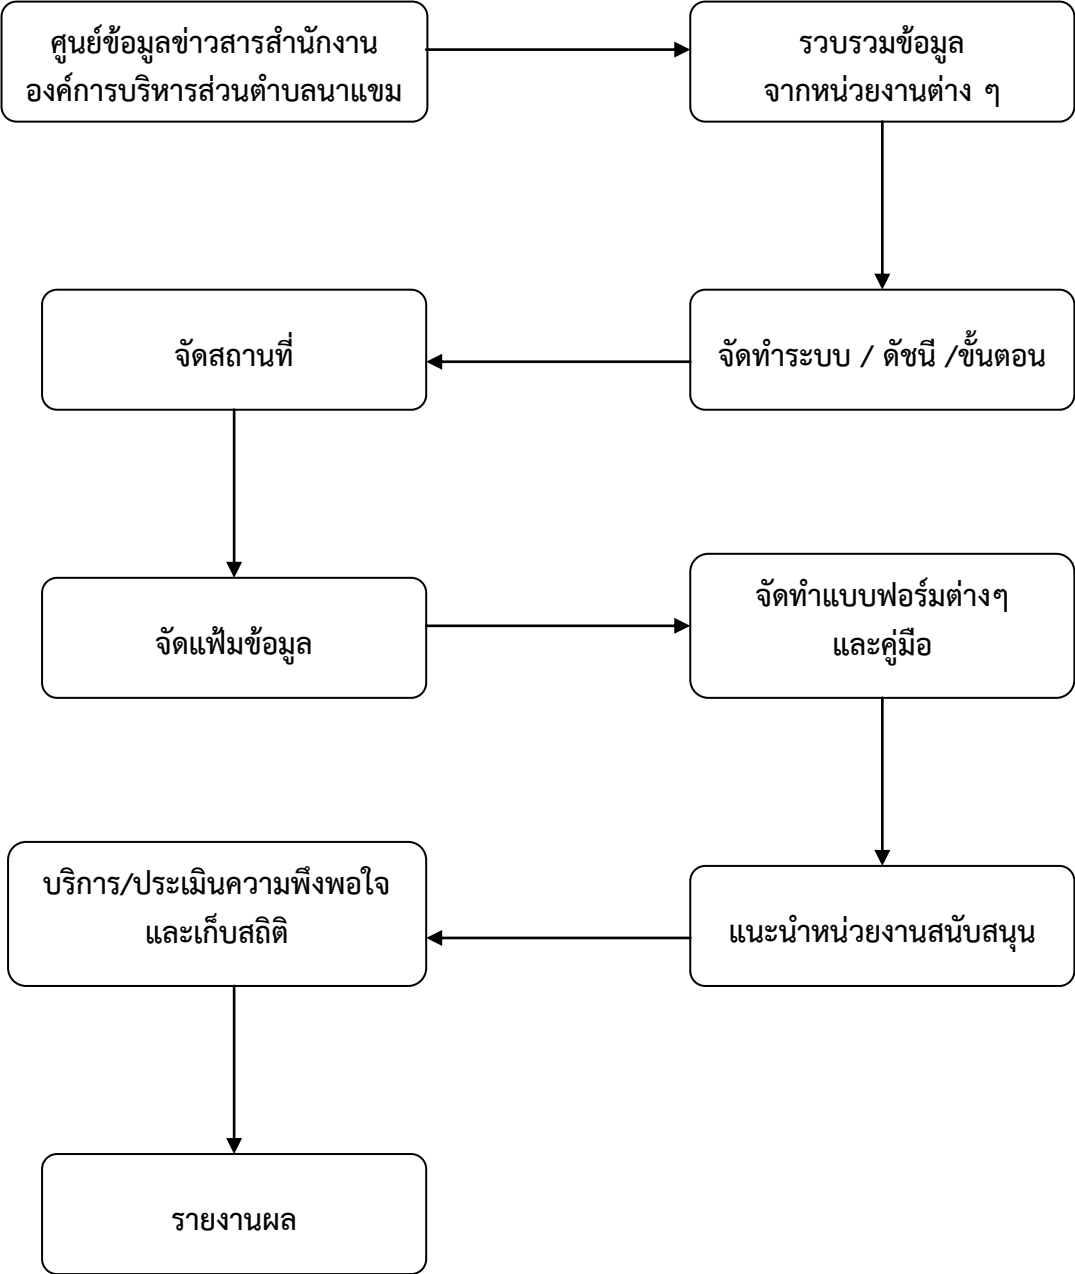 ศูนย์ข้อมูลข่าวสารสำนักงาน
องค์การบริหารส่วนตำบลนาแขม
รวบรวมข้อมูล
จากหน่วยงานต่าง ๆ
จัดทำระบบ / ดัชนี /ขั้นตอน
จัดสถานที่
จัดแฟ้มข้อมูล
จัดทำแบบฟอร์มต่างๆ
และคู่มือ
แนะนำหน่วยงานสนับสนุน
บริการ/ประเมินความพึงพอใจ
และเก็บสถิติ
รายงานผล